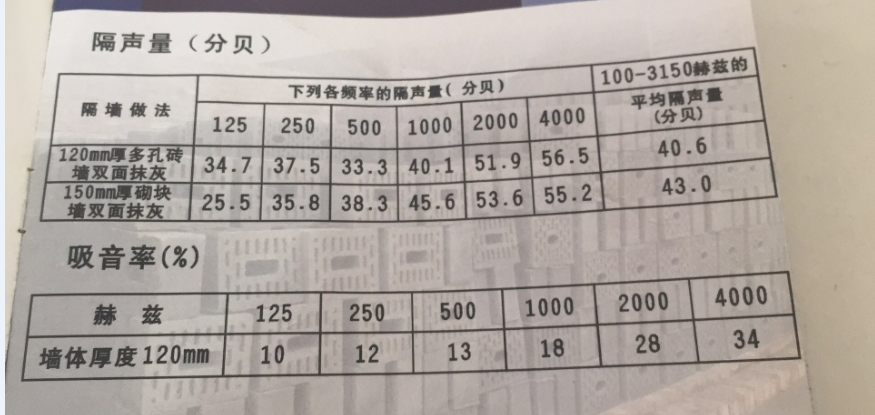 隔声量（分贝）
隔墙做法 下列各频率的隔声量( 分贝) 100-3150赫兹的
平均隔声量
(分贝)
125 250 500 1000 2000 4000
120mm厚多孔砖
墙双面抹灰 34.7 37.5 33.3 40.1 51.9 56.5 40.6
150mm厚砌块
墙双面抹灰 25.5 35.8 38.3 45.6 53.6 55.2 43.0
吸音率(%)
赫 兹 125 250 500 1000 2000 4000
墙体厚度120mm 10 12 13 18 28 34